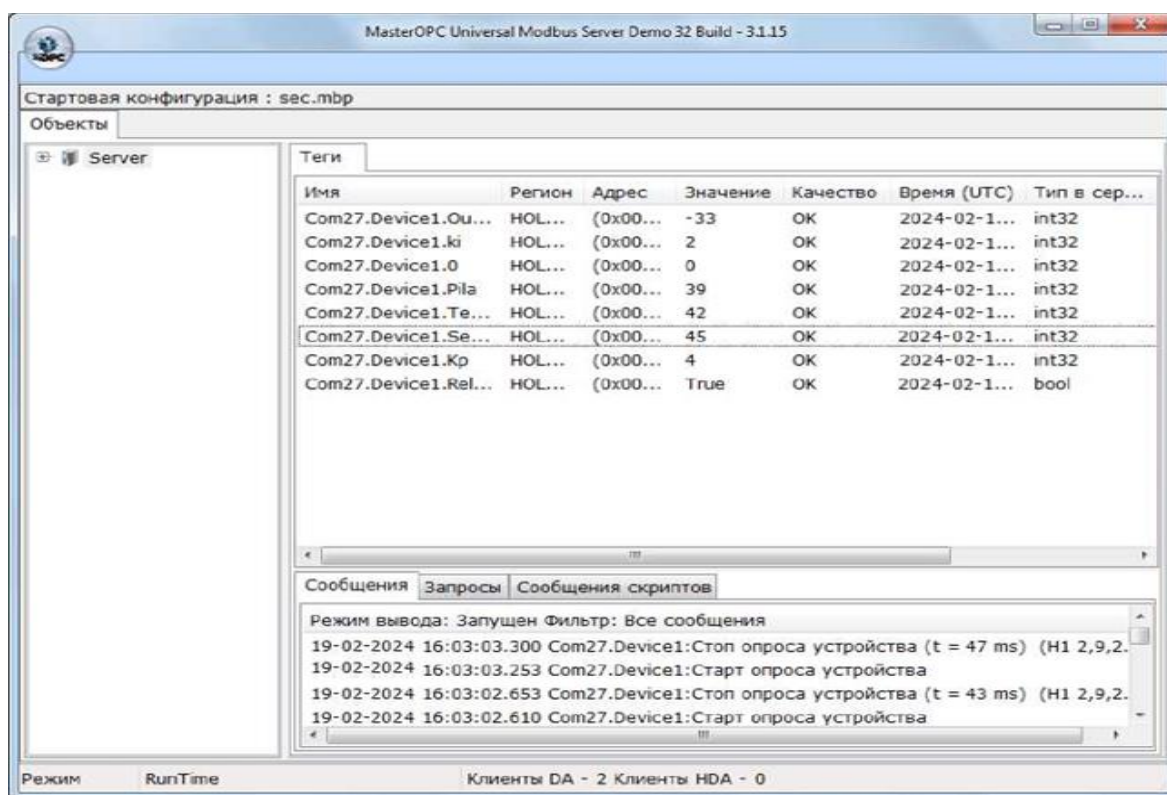 MasterOPC Universal Modbus Server Demo 32 Build - 3.1.15
Стартовая конфигурация : sec.mbp
Объекты
Server
Теги
Имя Регион Адрес Значение Качество Время (UTC) Тип в сер...
Com27.Device1.Ou... HOL... (0x00... -33 OK 2024-02-1... int32
Com27.Device1.ki HOL... (0x00... 2 OK 2024-02-1... int32
Com27.Device1.0 HOL... (0x00... 0 OK 2024-02-1... int32
Com27.Device1.Pila HOL... (0x00... 39 OK 2024-02-1... int32
Com27.Device1.Te... HOL... (0x00... 42 OK 2024-02-1... int32
Com27.Device1.Se... HOL... (0x00... 45 OK 2024-02-1... int32
Com27.Device1.Kp HOL... (0x00... 4 OK 2024-02-1... int32
Com27.Device1.Rel... HOL... (0x00... True OK 2024-02-1... bool
Сообщения Запросы Сообщения скриптов
Режим вывода: Запущен Фильтр: Все сообщения
19-02-2024 16:03:03.300 Com27.Device1:Стоп опроса устройства (t = 47 ms) (H1 2,9,2.
19-02-2024 16:03:03.253 Com27.Device1:Старт опроса устройства
19-02-2024 16:03:02.653 Com27.Device1:Стоп опроса устройства (t = 43 ms) (H1 2,9,2.
19-02-2024 16:03:02.610 Com27.Device1:Старт опроса устройства
Режим RunTime Клиенты DA - 2 Клиенты HDA - 0